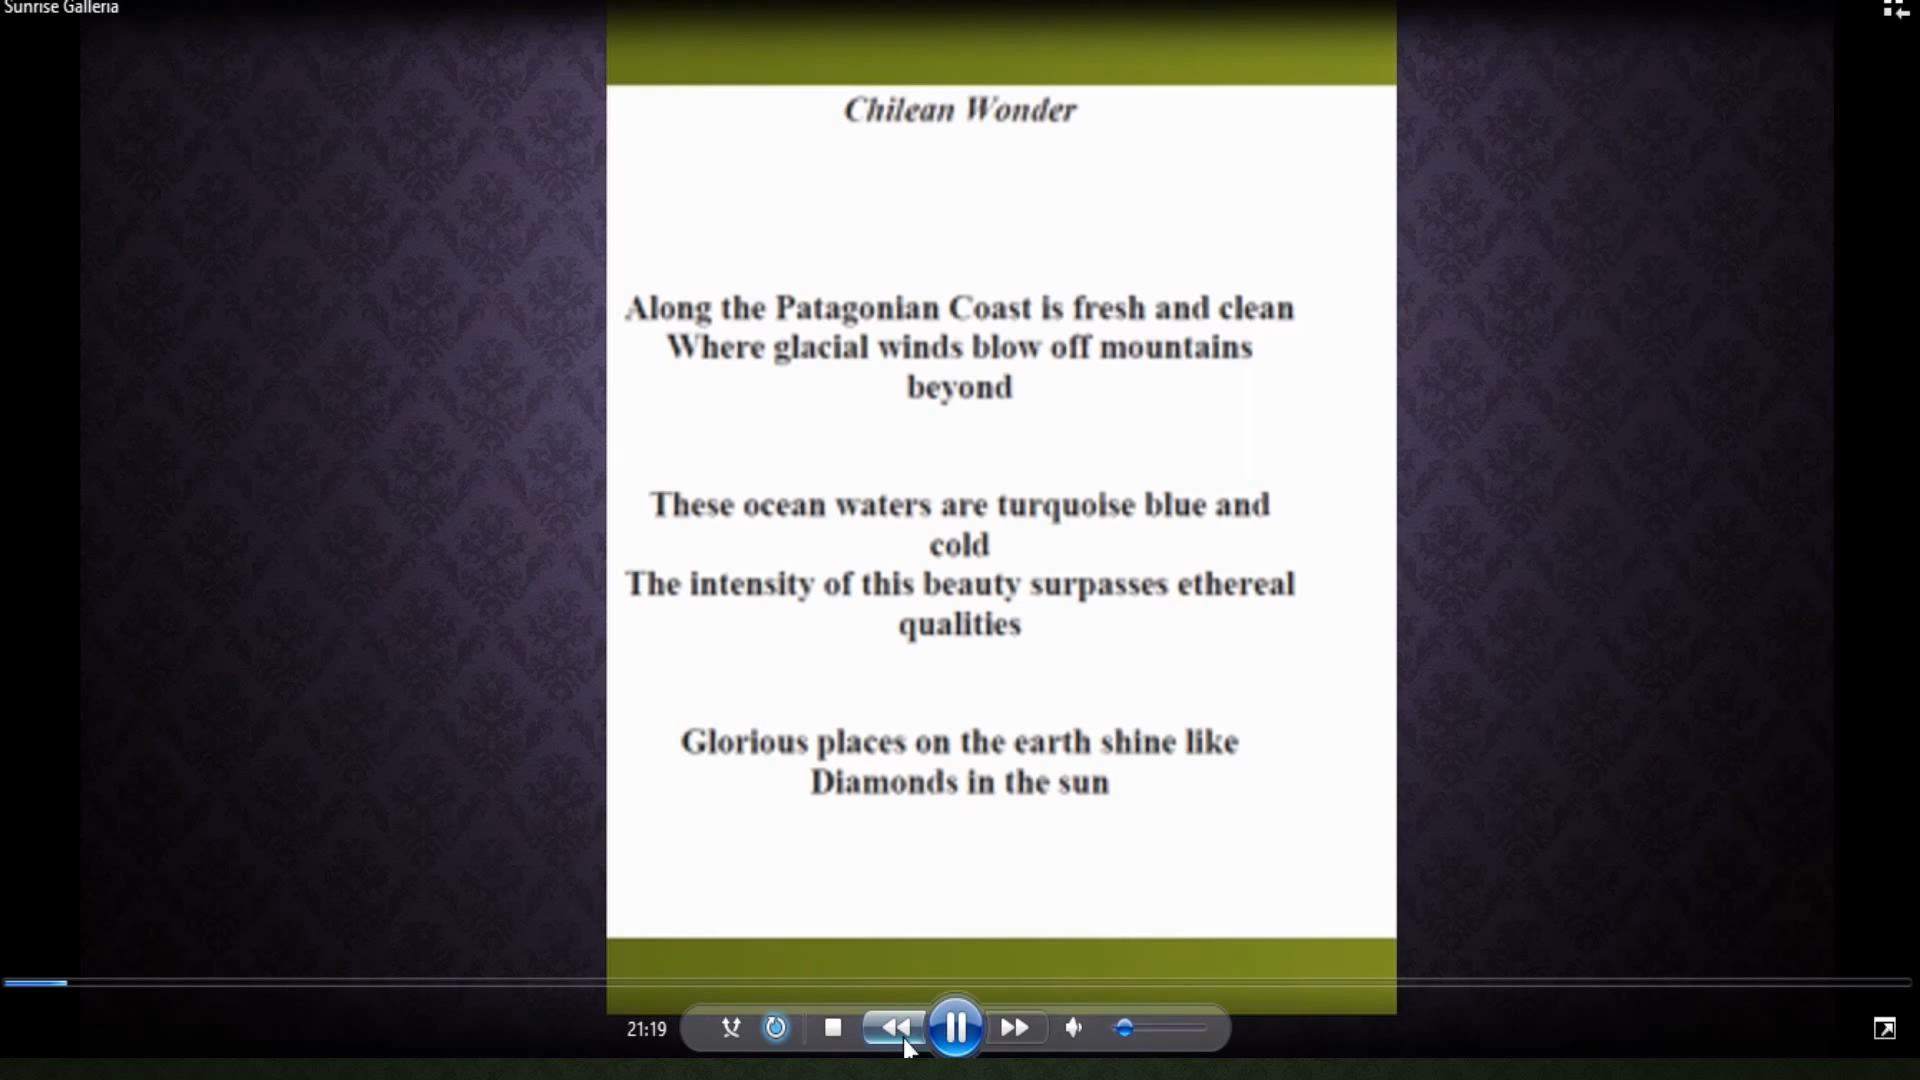 Sunrise Galleria
Chilean Wonder
Along the Patagonian Coast is fresh and clean
Where glacial winds blow off mountains
beyond
These ocean waters are turquoise blue and
cold
The intensity of this beauty surpasses ethereal
qualities
Glorious places on the earth shine like
Diamonds in the sun
21:19